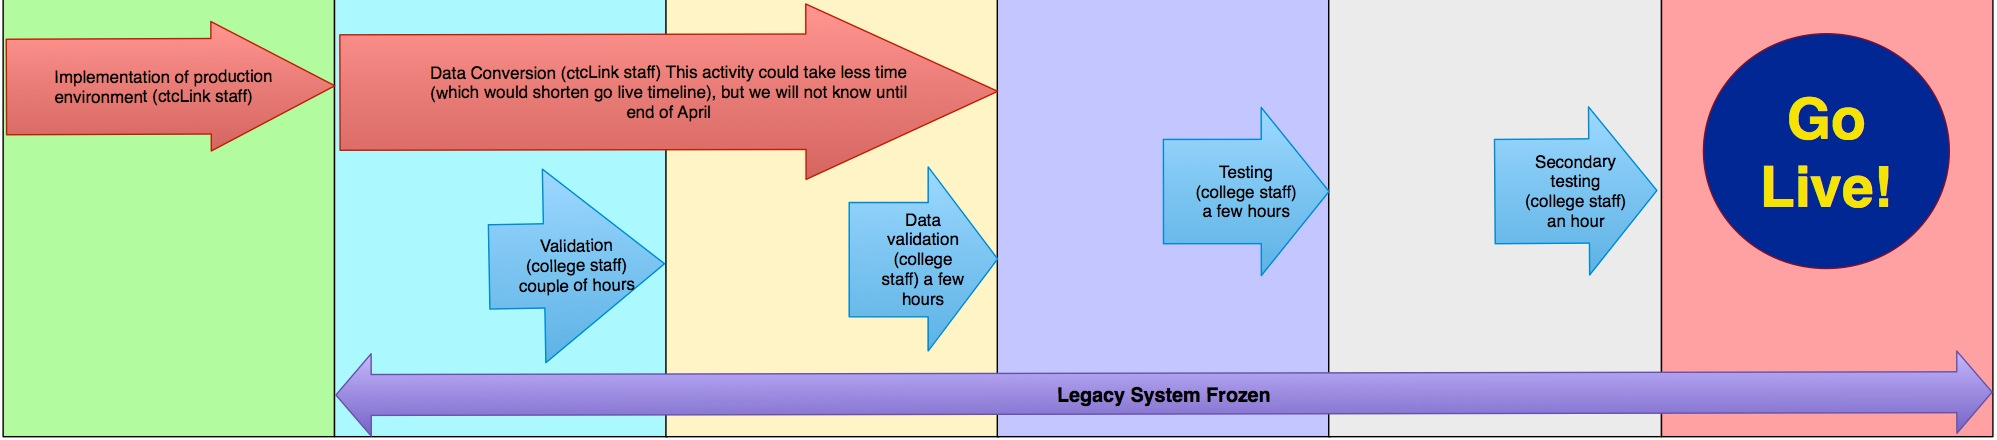 Implementation of production
environment (ctcLink staff)
Data Conversion (ctcLink staff) This activity could take less time
(which would shorten go live timeline), but we will not know until
end of April
Validation
(college staff)
couple of hours
Data
validation
(college
staff) a few
hours
Testing
(college staff)
a few hours
Secondary
testing
(college staff)
an hour
Go
Live!
Legacy System Frozen